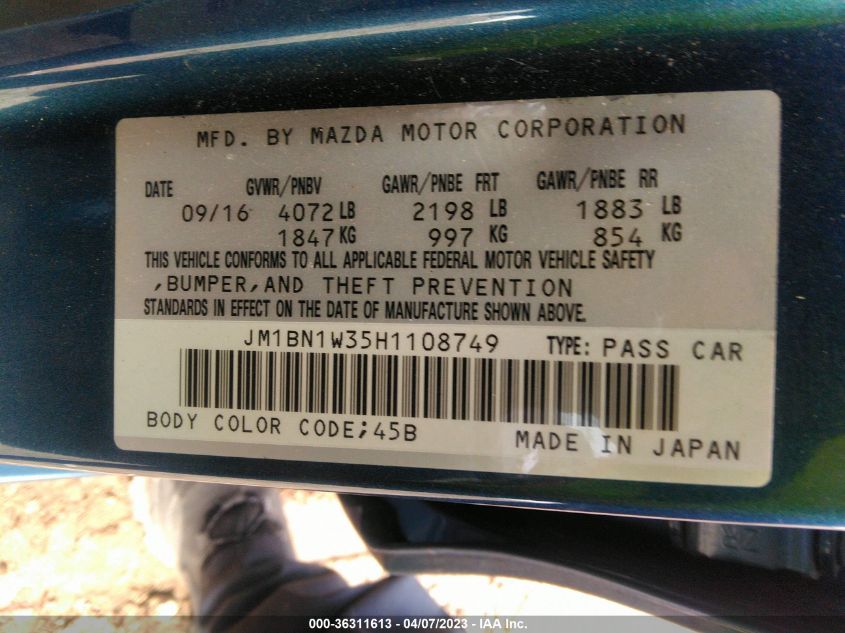 MFD. BY MAZDA MOTOR CORPORATION
DATE GVWR/PNBV GAWR/PNBE FRT GAWR/PNBE RR
09/16 4072 LB 2198 LB 1883 LB
1847 KG 997 KG 854 KG
THIS VEHICLE CONFORMS TO ALL APPLICABLE FEDERAL MOTOR VEHICLE SAFETY
,BUMPER,AND THEFT PREVENTION
STANDARDS IN EFFECT ON THE DATE OF MANUFACTURE SHOWN ABOVE.
JM1BN1W35H1108749 TYPE: PASS CAR
BODY COLOR CODE;45B
MADE IN JAPAN
ZR
000-36311613 - 04/07/2023 - IAA Inc.